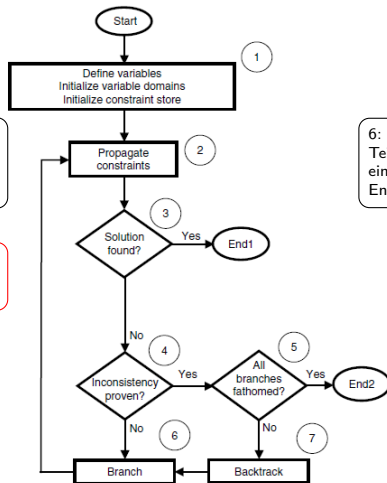 Start
1
Define variables
Initialize variable domains
Initialize constraint store
Propagate
constraints
2
6:
Te
ein
En
3
Solution
found?
Yes
End1
No
4
Inconsistency
proven?
Yes
5
All
branches
fathomed?
Yes
End2
No
6
No
7
Branch
Backtrack